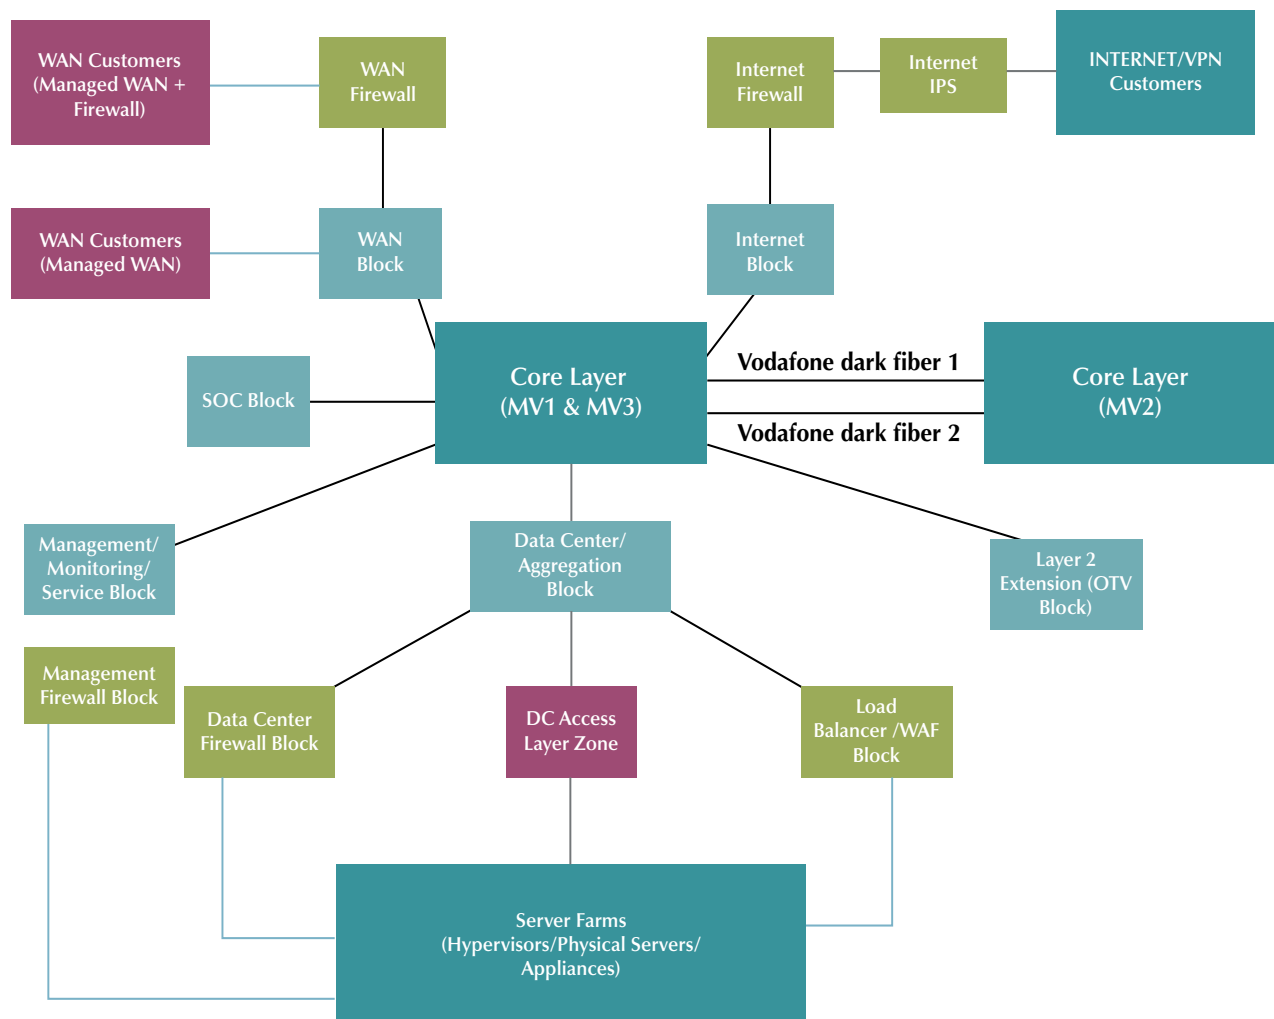 WAN Customers
(Managed WAN +
Firewall)
WAN
Firewall
Internet
Firewall
Internet
IPS
INTERNET/VPN
Customers
WAN Customers
(Managed WAN)
WAN
Block
Internet
Block
SOC Block
Core Layer
(MV1 & MV3)
Vodafone dark fiber 1
Vodafone dark fiber 2
Core Layer
(MV2)
Management/
Monitoring/
Service Block
Data Center/
Aggregation
Block
Layer 2
Extension (OTV
Block)
Management
Firewall Block
Data Center
Firewall Block
DC Access
Layer Zone
Load
Balancer /WAF
Block
Server Farms
(Hypervisors/Physical Servers/
Appliances)